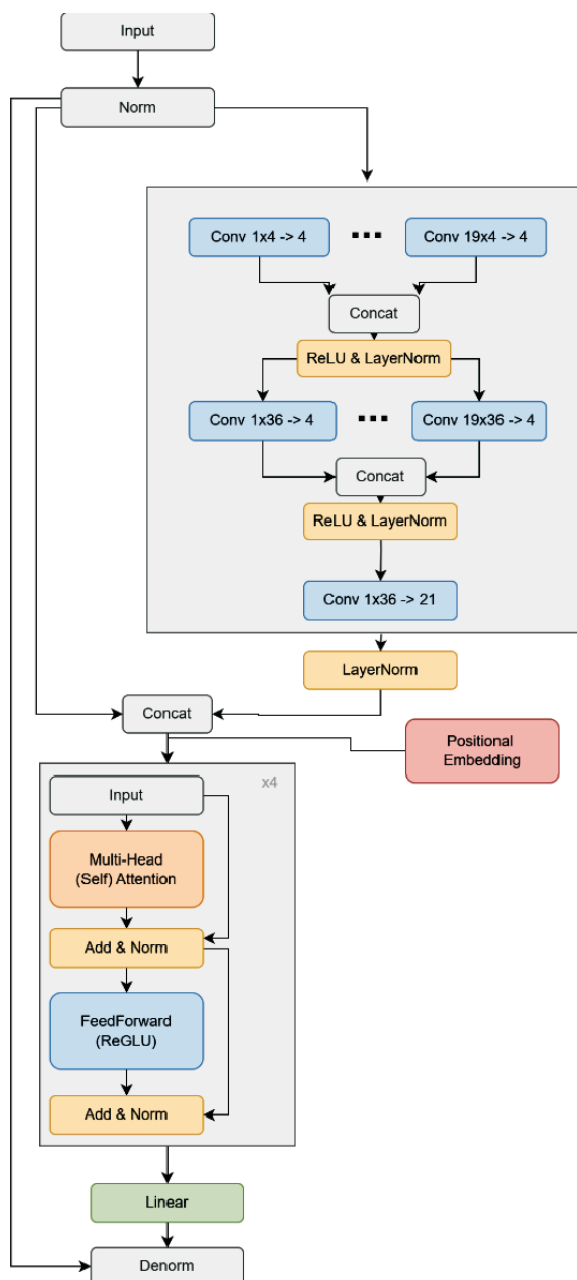 Input
Norm
Conv 1x4 -> 4
▪▪▪
Conv 19x4 -> 4
Concat
ReLU & LayerNorm
Conv 1x36 -> 4
▪▪▪
Conv 19x36 -> 4
Concat
ReLU & LayerNorm
Conv 1x36 -> 21
LayerNorm
Concat
Positional
Embedding
x4
Input
Multi-Head
(Self) Attention
Add & Norm
FeedForward
(ReGLU)
Add & Norm
Linear
Denorm